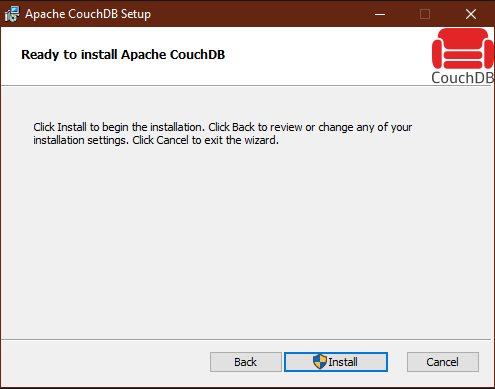 Apache CouchDB Setup
Ready to install Apache CouchDB
CouchDB
Click Install to begin the installation. Click Back to review or change any of your
installation settings. Click Cancel to exit the wizard.
Back
Install
Cancel